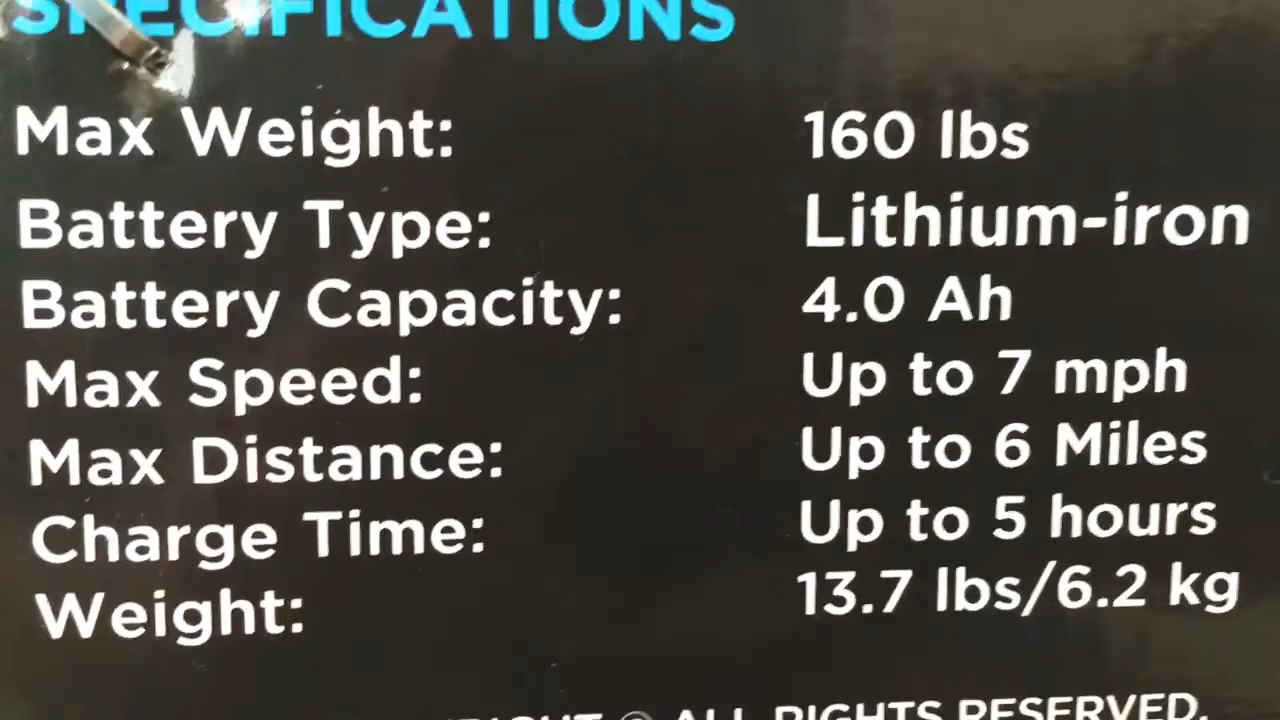 SPECIFICATIONS
Max Weight: 160 lbs
Battery Type: Lithium-iron
Battery Capacity: 4.0 Ah
Max Speed: Up to 7 mph
Max Distance: Up to 6 Miles
Charge Time: Up to 5 hours
Weight: 13.7 lbs/6.2 kg
© ALL RIGHTS RESERVED.